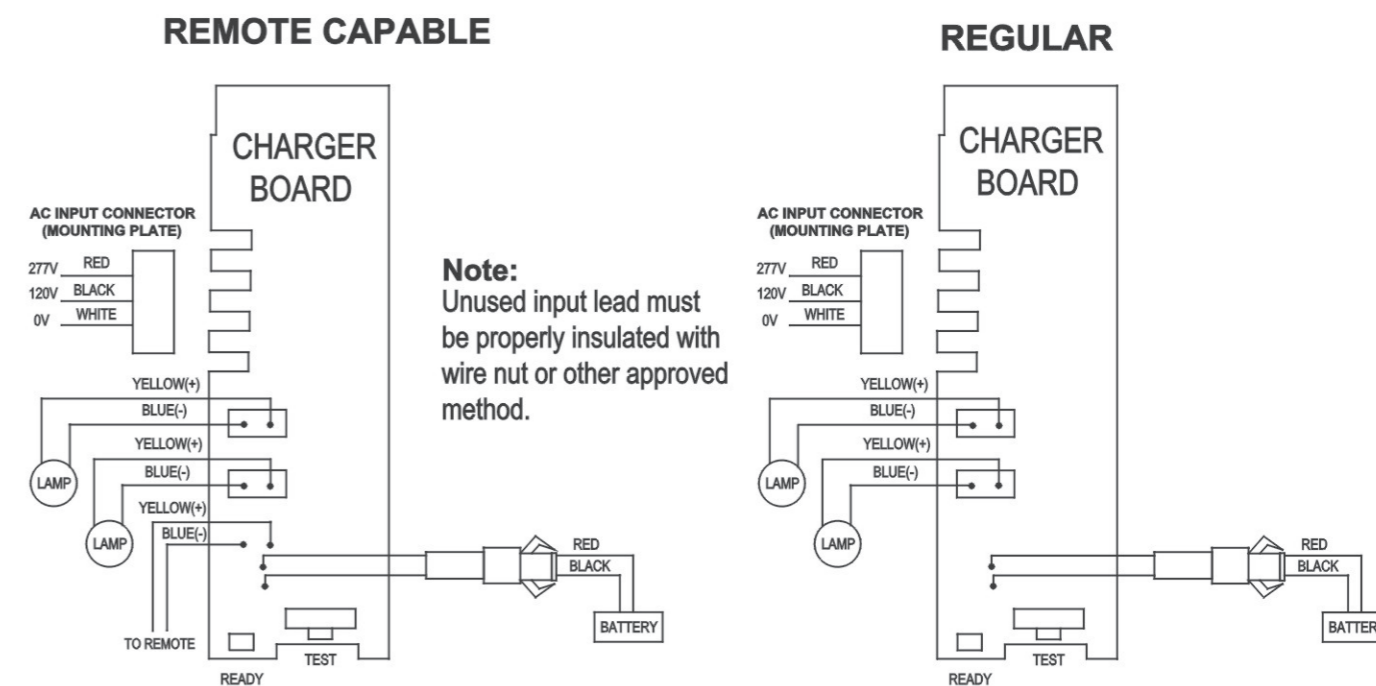 REMOTE CAPABLE
CHARGER
BOARD
AC INPUT CONNECTOR
(MOUNTING PLATE)
277V RED
120V BLACK
0V WHITE
YELLOW(+)
BLUE(-)
YELLOW(+)
BLUE(-)
LAMP
YELLOW(+)
BLUE(-)
LAMP
RED
BLACK
BATTERY
TO REMOTE
TEST
READY
Note:
Unused input lead must
be properly insulated with
wire nut or other approved
method.
REGULAR
CHARGER
BOARD
AC INPUT CONNECTOR
(MOUNTING PLATE)
277V RED
120V BLACK
0V WHITE
YELLOW(+)
BLUE(-)
YELLOW(+)
BLUE(-)
LAMP
LAMP
RED
BLACK
BATTER
TEST
READY